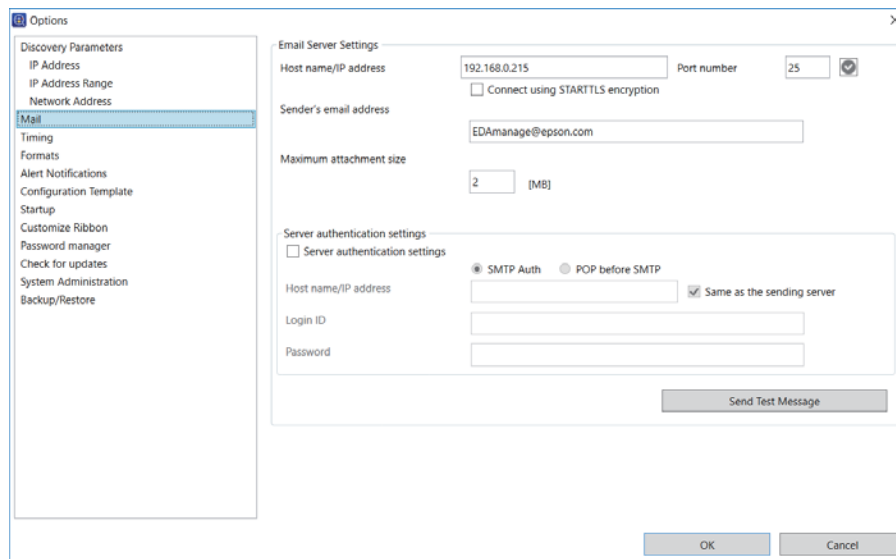 Options
Discovery Parameters
IP Address
IP Address Range
Network Address
Mail
Timing
Formats
Alert Notifications
Configuration Template
Startup
Customize Ribbon
Password manager
Check for updates
System Administration
Backup/Restore
Email Server Settings
Host name/IP address 192.168.0.215 Port number 25
Connect using STARTTLS encryption
Sender's email address
EDAmanage@epson.com
Maximum attachment size
2 [MB]
Server authentication settings
Server authentication settings
SMTP Auth POP before SMTP
Host name/IP address Same as the sending server
Login ID
Password
Send Test Message
OK Cancel